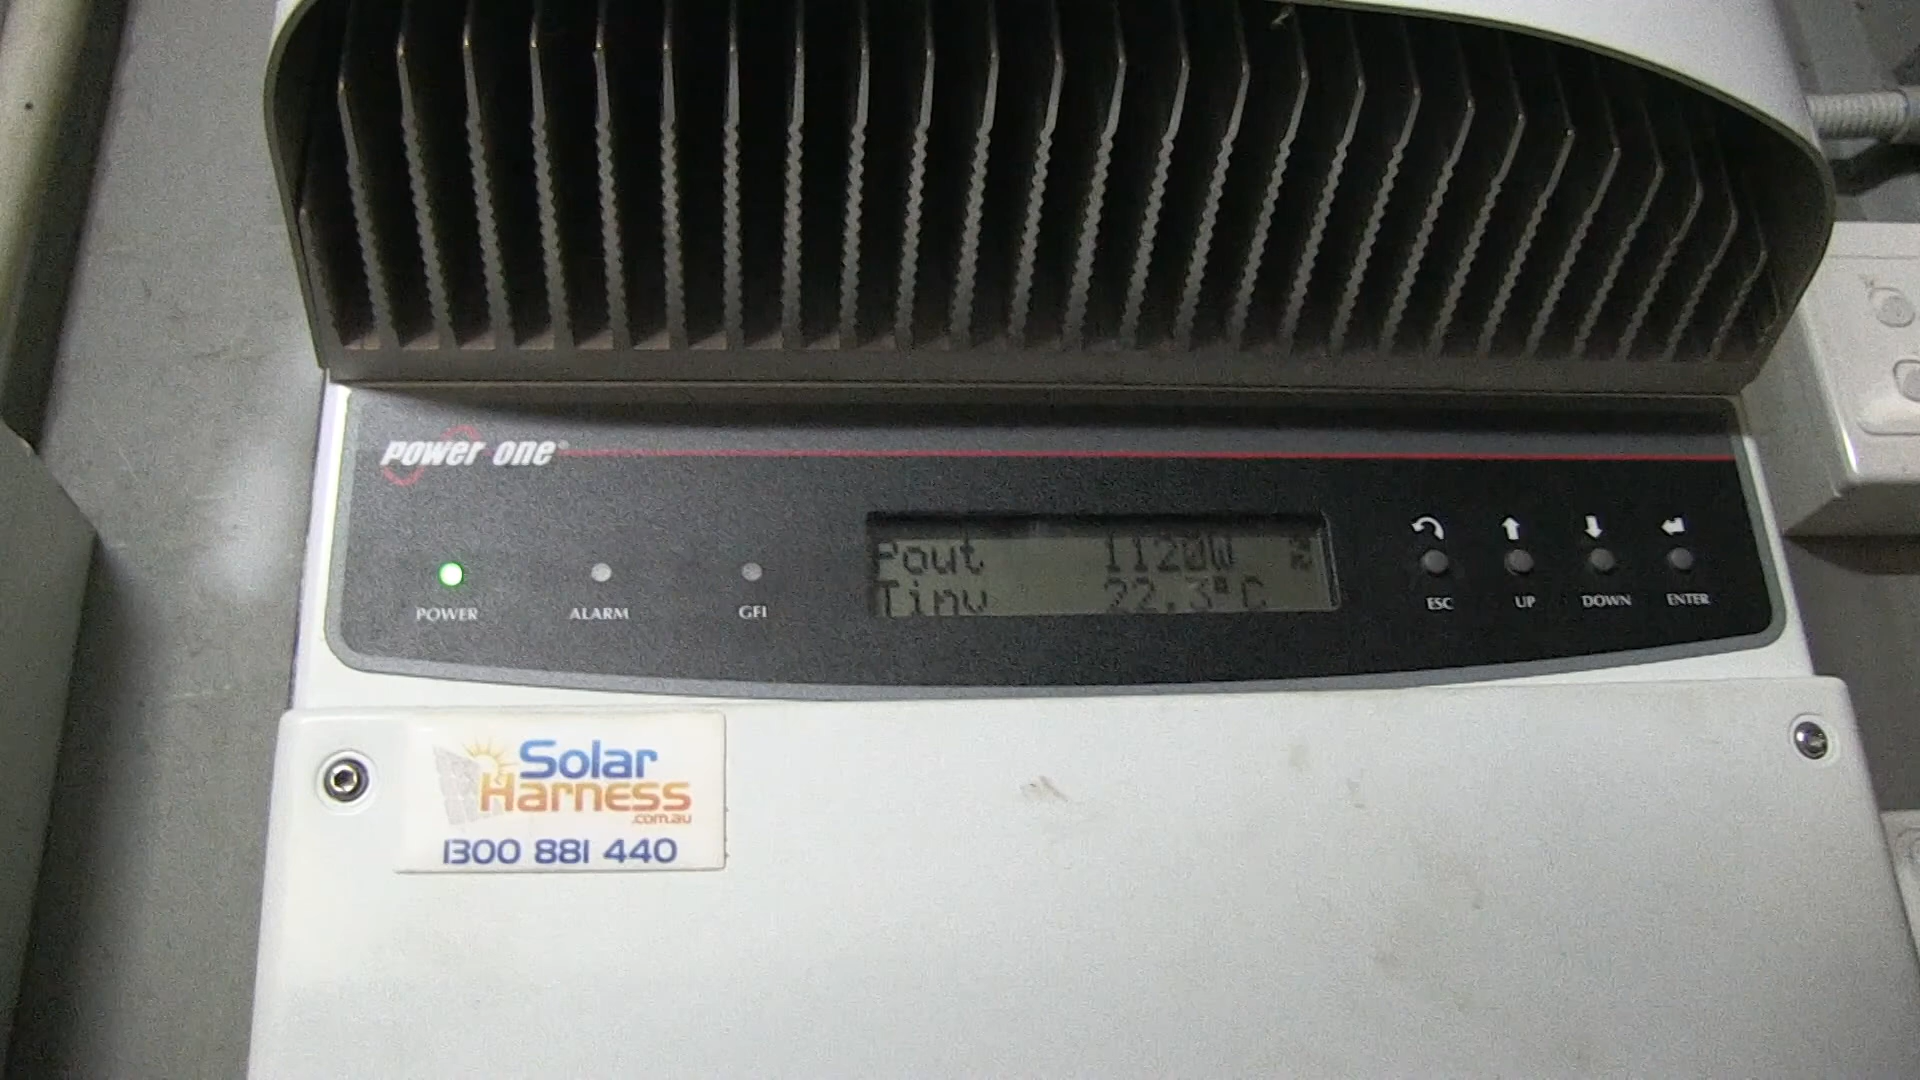 power one®
Pout 1120W
Tinv 22.3°C
POWER
ALARM
GFI
ESC
UP
DOWN
ENTER
Solar
Harness
.com.au
1300 881 440